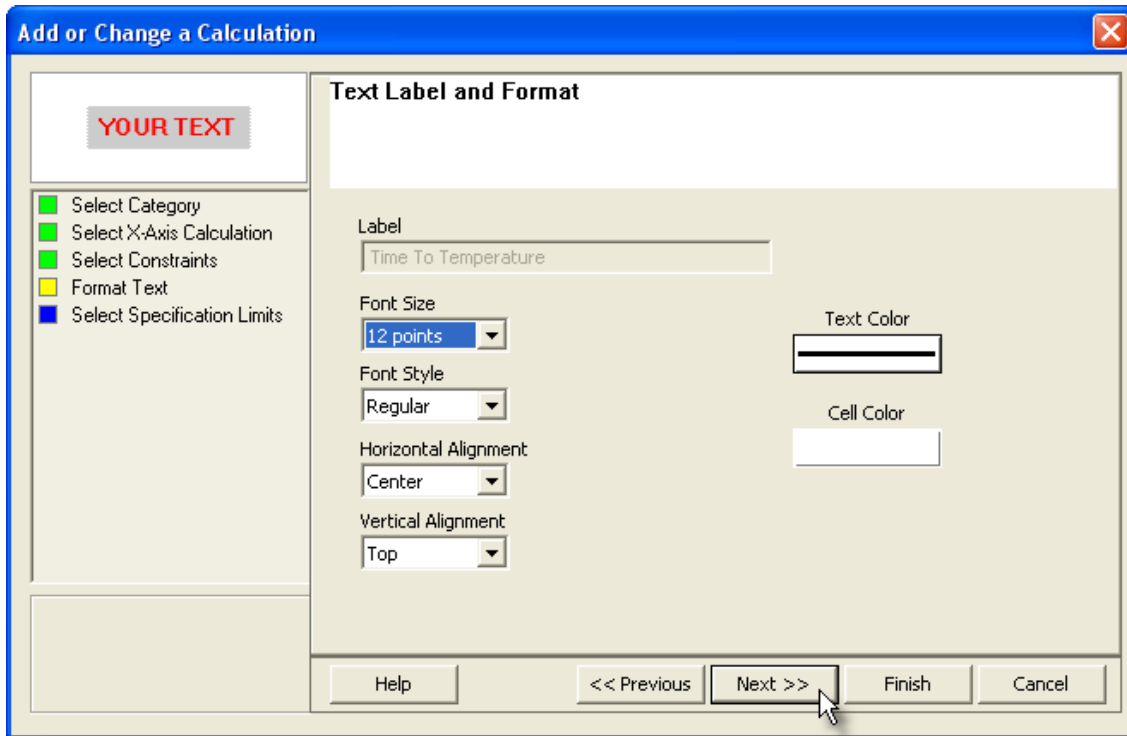 Add or Change a Calculation
YOUR TEXT
Text Label and Format
Select Category
Select X-Axis Calculation
Select Constraints
Format Text
Select Specification Limits
Label
Time To Temperature
Font Size
12 points
Font Style
Regular
Horizontal Alignment
Center
Vertical Alignment
Top
Text Color
Cell Color
Help
<< Previous
Next >>
Finish
Cancel